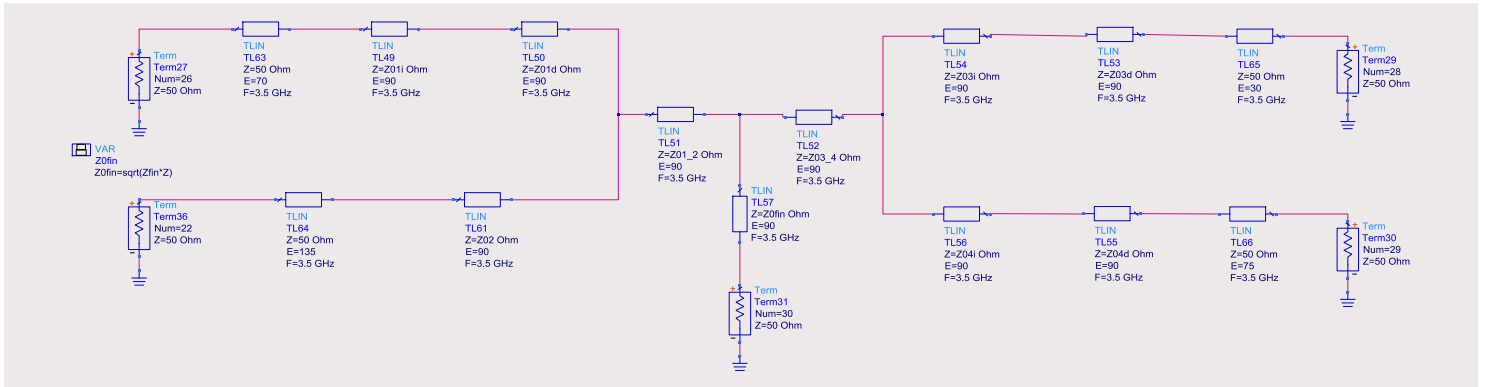 TLIN
TL63
Z=50 Ohm
E=70
F=3.5 GHz
TLIN
TL49
Z=Z01i Ohm
E=90
F=3.5 GHz
TLIN
TL50
Z=Z01d Ohm
E=90
F=3.5 GHz
+
Term
Term27
Num=26
Z=50 Ohm
-
VAR
Z0fin
Z0fin=sqrt(Zfin*Z)
+
Term
Term36
Num=22
Z=50 Ohm
-
TLIN
TL64
Z=50 Ohm
E=135
F=3.5 GHz
TLIN
TL61
Z=Z02 Ohm
E=90
F=3.5 GHz
TLIN
TL51
Z=Z01_2 Ohm
E=90
F=3.5 GHz
TLIN
TL52
Z=Z03_4 Ohm
E=90
F=3.5 GHz
TLIN
TL57
Z=Z0fin Ohm
E=90
F=3.5 GHz
+
Term
Term31
Num=30
Z=50 Ohm
-
TLIN
TL54
Z=Z03i Ohm
E=90
F=3.5 GHz
TLIN
TL53
Z=Z03d Ohm
E=90
F=3.5 GHz
TLIN
TL65
Z=50 Ohm
E=30
F=3.5 GHz
+
Term
Term29
Num=28
Z=50 Ohm
-
TLIN
TL56
Z=Z04i Ohm
E=90
F=3.5 GHz
TLIN
TL55
Z=Z04d Ohm
E=90
F=3.5 GHz
TLIN
TL66
Z=50 Ohm
E=75
F=3.5 GHz
+
Term
Term30
Num=29
Z=50 Ohm
-